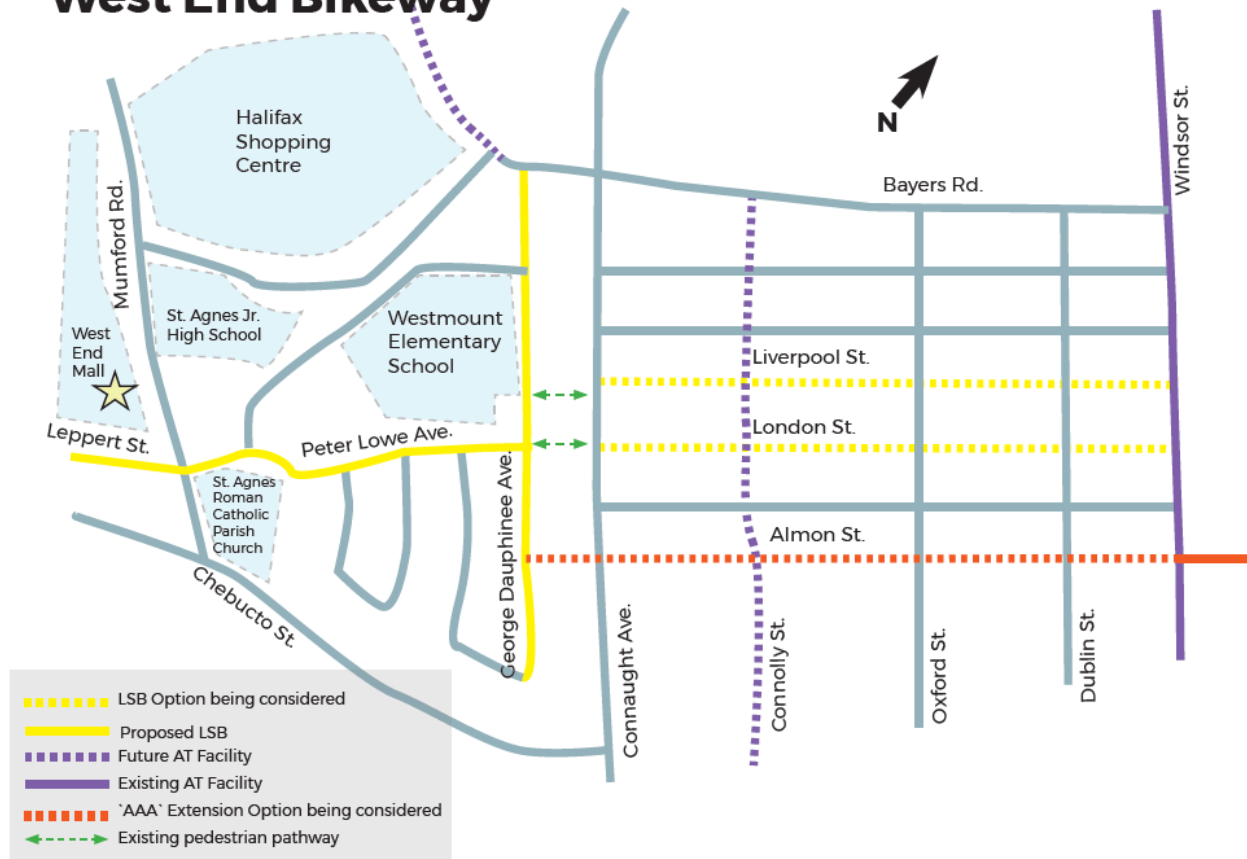 West End Bikeway
Halifax
Shopping
Centre
N
Windsor St.
Bayers Rd.
Mumford Rd.
St. Agnes Jr.
High School
Westmount
Elementary
School
West
End
Mall
Liverpool St.
London St.
Leppert St.
Peter Lowe Ave.
St. Agnes
Roman
Catholic
Parish
Church
George Dauphinee Ave.
Almon St.
Chebucto St.
Connaught Ave.
Connolly St.
Oxford St.
Dublin St.
LSB Option being considered
Proposed LSB
Future AT Facility
Existing AT Facility
`AAA` Extension Option being considered
Existing pedestrian pathway